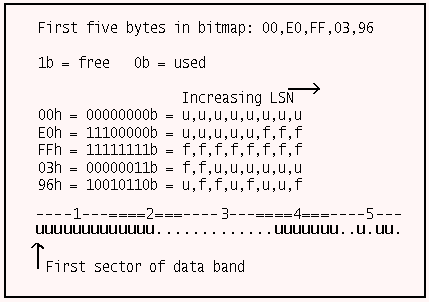 First five bytes in bitmap: 00,E0,FF,03,96
1b = free 0b = used
Increasing LSN
00h = 00000000b = u,u,u,u,u,u,u,u
E0h = 11100000b = u,u,u,u,u,f,f,f
FFh = 11111111b = f,f,f,f,f,f,f,f
03h = 00000011b = f,f,u,u,u,u,u,u
96h = 10010110b = u,f,f,u,f,u,u,f
----1---====2===----3---====4===----5---
uuuuuuuuuuuuu.............uuuuuuu..u.uu.
First sector of data band